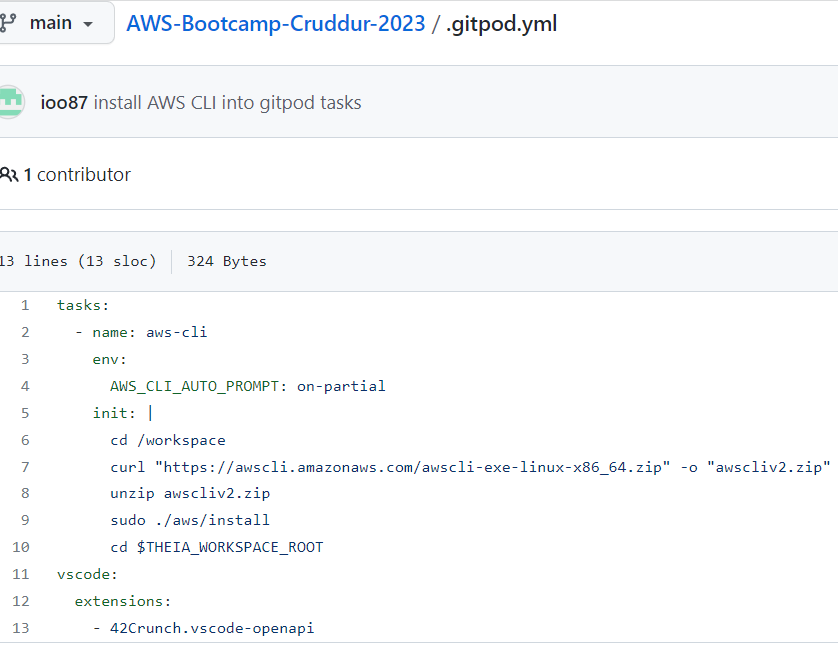 main
AWS-Bootcamp-Cruddur-2023 / .gitpod.yml
ioo87 install AWS CLI into gitpod tasks
1 contributor
13 lines (13 sloc) 324 Bytes
1 tasks:
2 - name: aws-cli
3 env:
4 AWS_CLI_AUTO_PROMPT: on-partial
5 init: |
6 cd /workspace
7 curl "https://awscli.amazonaws.com/awscli-exe-linux-x86_64.zip" -o "awscliv2.zip"
8 unzip awscliv2.zip
9 sudo ./aws/install
10 cd $THEIA_WORKSPACE_ROOT
11 vscode:
12 extensions:
13 - 42Crunch.vscode-openapi